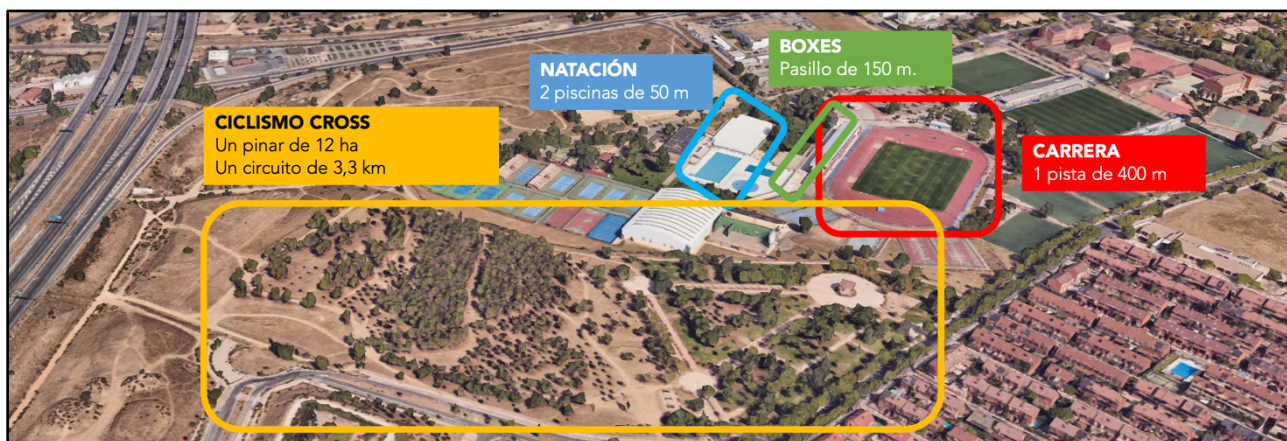 NATACIÓN
2 piscinas de 50 m
BOXES
Pasillo de 150 m.
CICLISMO CROSS
Un pinar de 12 ha
Un circuito de 3,3 km
CARRERA
1 pista de 400 m